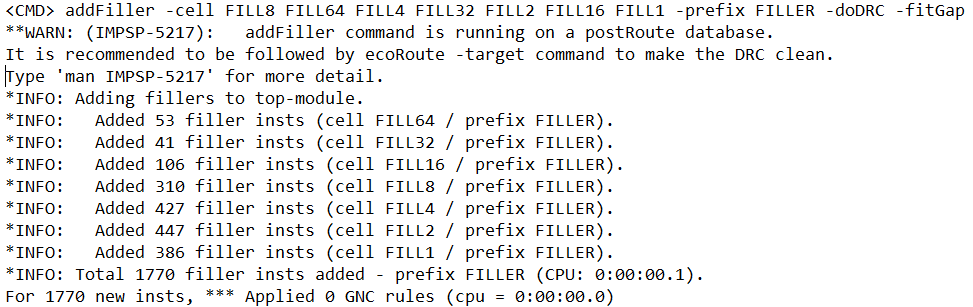 <CMD> addFiller -cell FILL8 FILL64 FILL4 FILL32 FILL2 FILL16 FILL1 -prefix FILLER -doDRC -fitGap
**WARN: (IMPSP-5217):   addFiller command is running on a postRoute database.
It is recommended to be followed by ecoRoute -target command to make the DRC clean.
Type 'man IMPSP-5217' for more detail.
*INFO: Adding fillers to top-module.
*INFO:   Added 53 filler insts (cell FILL64 / prefix FILLER).
*INFO:   Added 41 filler insts (cell FILL32 / prefix FILLER).
*INFO:   Added 106 filler insts (cell FILL16 / prefix FILLER).
*INFO:   Added 310 filler insts (cell FILL8 / prefix FILLER).
*INFO:   Added 427 filler insts (cell FILL4 / prefix FILLER).
*INFO:   Added 447 filler insts (cell FILL2 / prefix FILLER).
*INFO:   Added 386 filler insts (cell FILL1 / prefix FILLER).
*INFO: Total 1770 filler insts added - prefix FILLER (CPU: 0:00:00.1).
For 1770 new insts, *** Applied 0 GNC rules (cpu = 0:00:00.0)